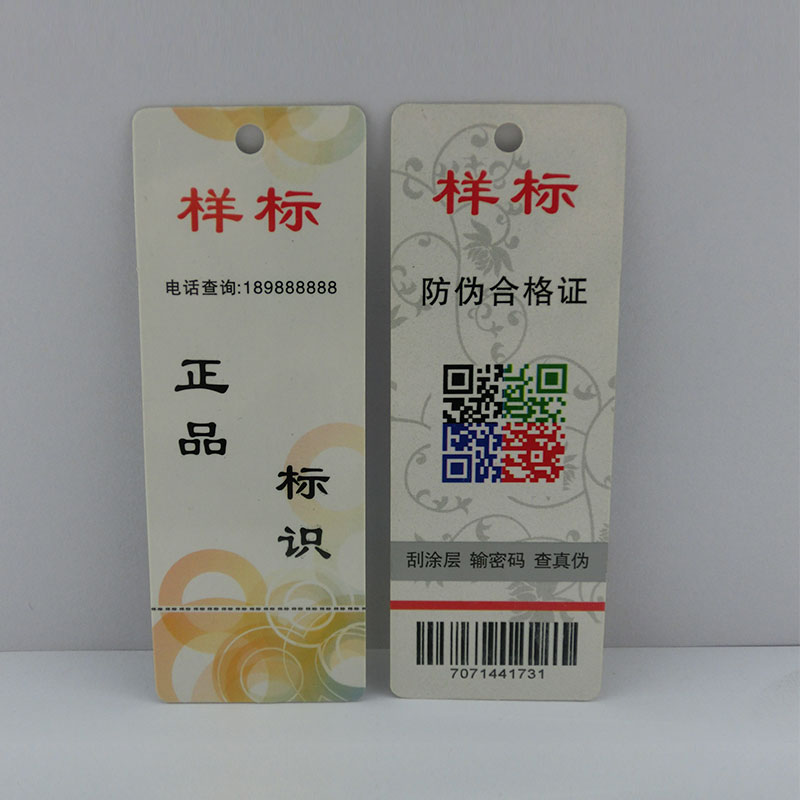 样标
电话查询:189888888
正品
标识
样标
防伪合格证
刮涂层 输密码 查真伪
7071441731